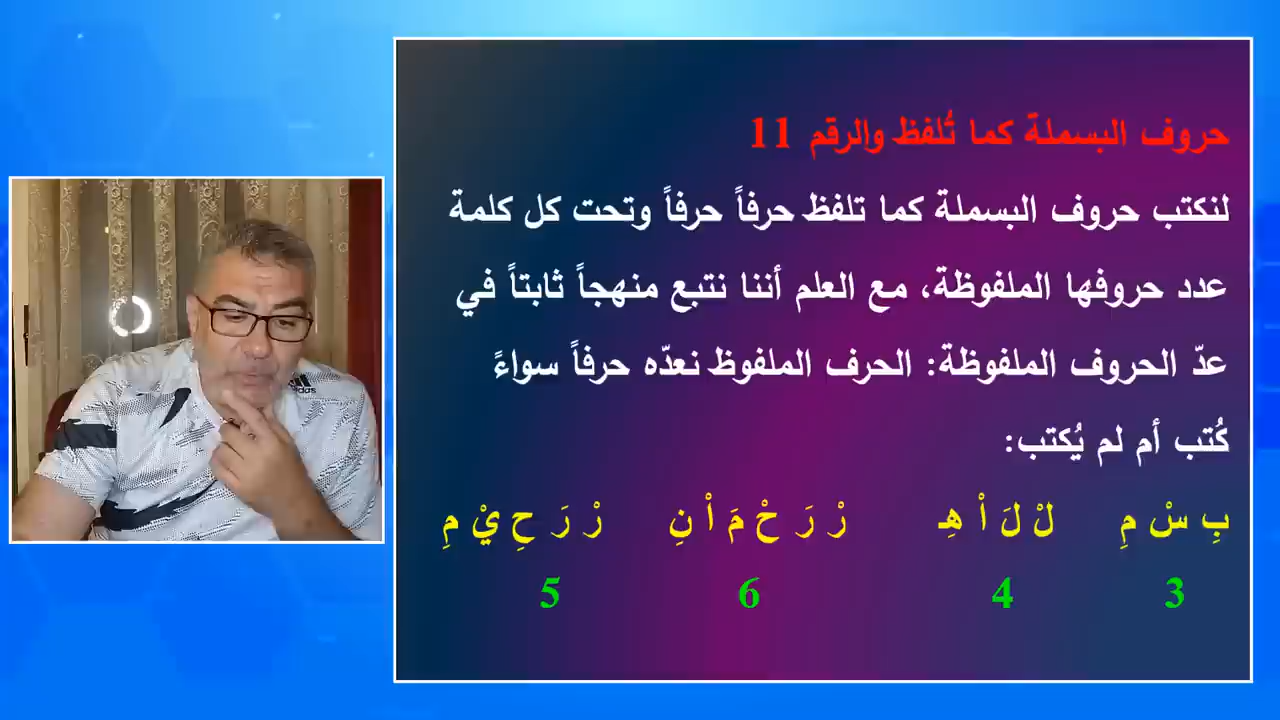 حروف البسملة كما تُلفظ والرقم 11
لنكتب حروف البسملة كما تلفظ حرفاً حرفاً وتحت كل كلمة
عدد حروفها الملفوظة، مع العلم أننا نتبع منهجاً ثابتاً في
عدّ الحروف الملفوظة: الحرف الملفوظ نعدّه حرفاً سواءً
كُتب أم لم يُكتب:
بِ سْ مِ لْ لَ اْ هِـ رْ رَ حْ مَ اْ نِ رْ رَ حِ يْ مِ
3 4 6 5
adidas